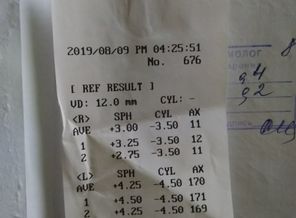 2019/08/09 PM 04:25:51
No. 676
[ REF RESULT ]
VD: 12.0 mm CYL: -
<R> SPH CYL AX
AVE +3.00 -3.50 11
1 +3.25 -3.50 12
2 +2.75 -3.50 11
<L> SPH CYL AX
AVE +4.25 -4.50 170
1 +4.50 -4.50 171
2 +4.25 -4.50 169
МОЛОГ 8